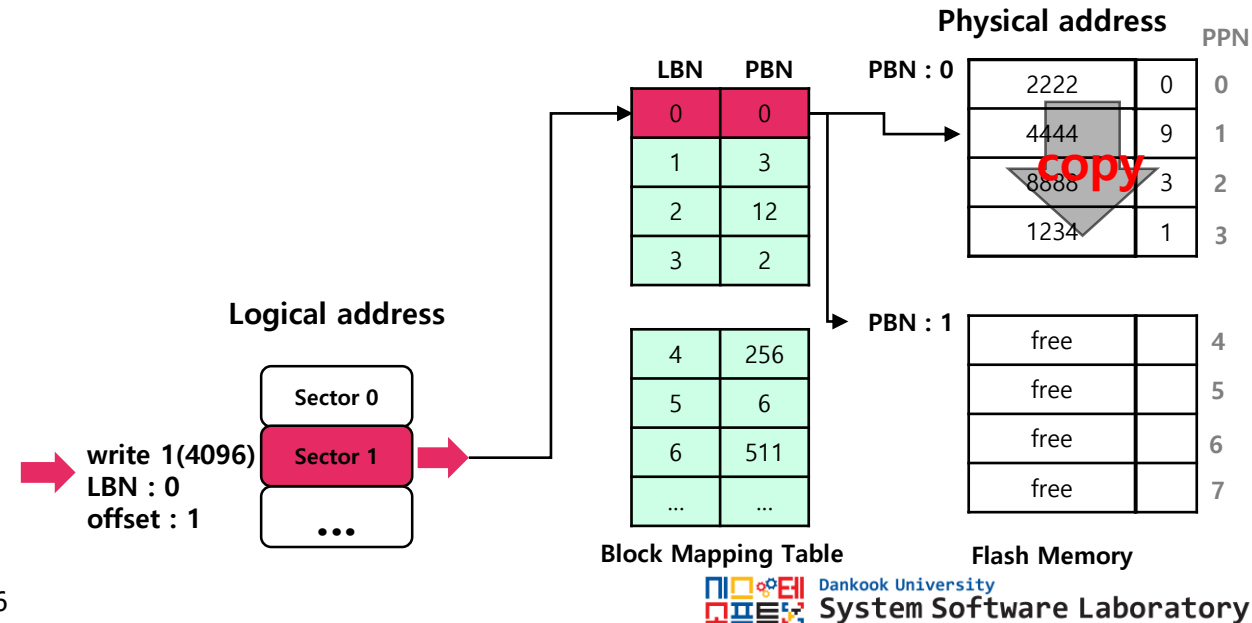 Physical address
PPN
LBN PBN
PBN : 0
0 0
1 3
2 12
3 2
2222 0 0
4444 9 1
8888 3 2
1234 1 3
copy
Logical address
Sector 0
Sector 1
...
write 1(4096)
LBN : 0
offset : 1
4 256
5 6
6 511
... ...
PBN : 1
free 4
free 5
free 6
free 7
Block Mapping Table
Flash Memory
Dankook University
System Software Laboratory